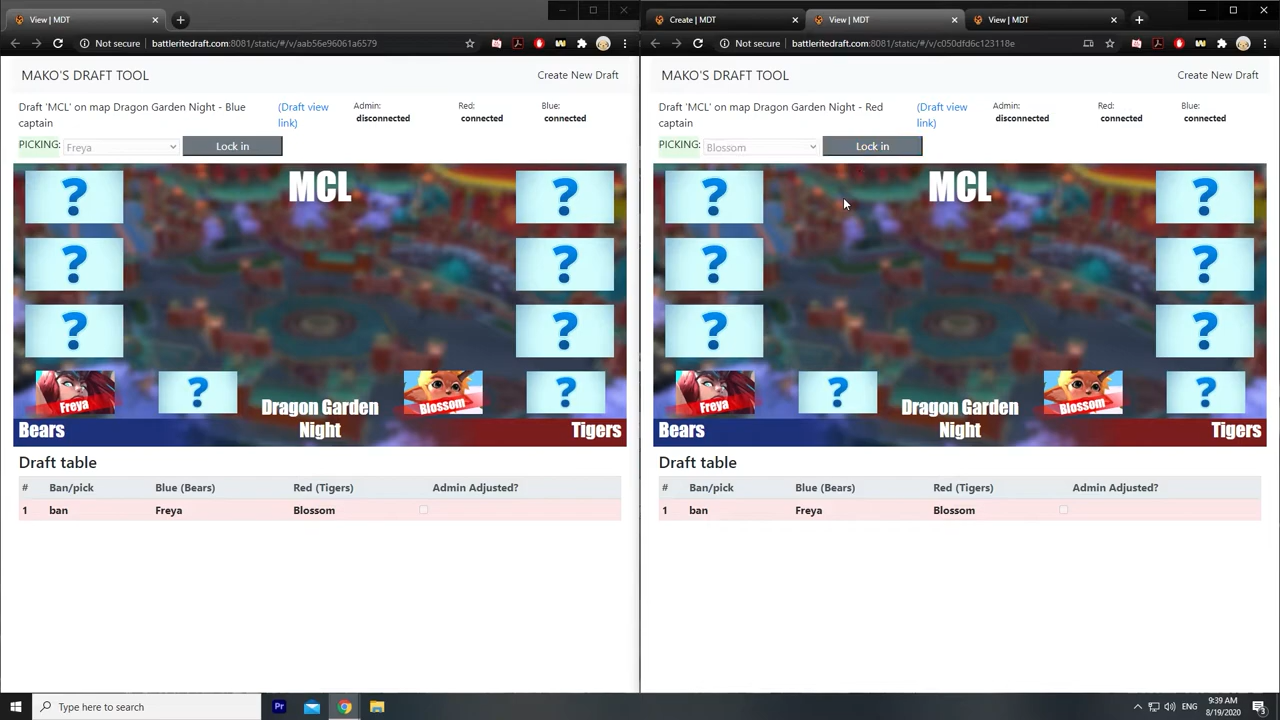 View | MDT
Not secure battleritedraft.com:8081/static/#/v/aab56e96061a6579
MAKO'S DRAFT TOOL Create New Draft
Draft 'MCL' on map Dragon Garden Night - Blue captain
(Draft view link)
Admin: disconnected
Red: connected
Blue: connected
PICKING: Freya Lock in
MCL
?
?
?
?
?
?
Freya
?
Dragon Garden Night
Blossom
?
Bears Tigers
Draft table
# Ban/pick Blue (Bears) Red (Tigers) Admin Adjusted?
1 ban Freya Blossom
Create | MDT View | MDT View | MDT
Not secure battleritedraft.com:8081/static/#/v/c050dfd6c123118e
MAKO'S DRAFT TOOL Create New Draft
Draft 'MCL' on map Dragon Garden Night - Red captain
(Draft view link)
Admin: disconnected
Red: connected
Blue: connected
PICKING: Blossom Lock in
MCL
?
?
?
?
?
?
Freya
?
Dragon Garden Night
Blossom
?
Bears Tigers
Draft table
# Ban/pick Blue (Bears) Red (Tigers) Admin Adjusted?
1 ban Freya Blossom
Type here to search
Pr
ENG
9:39 AM
8/19/2020
3